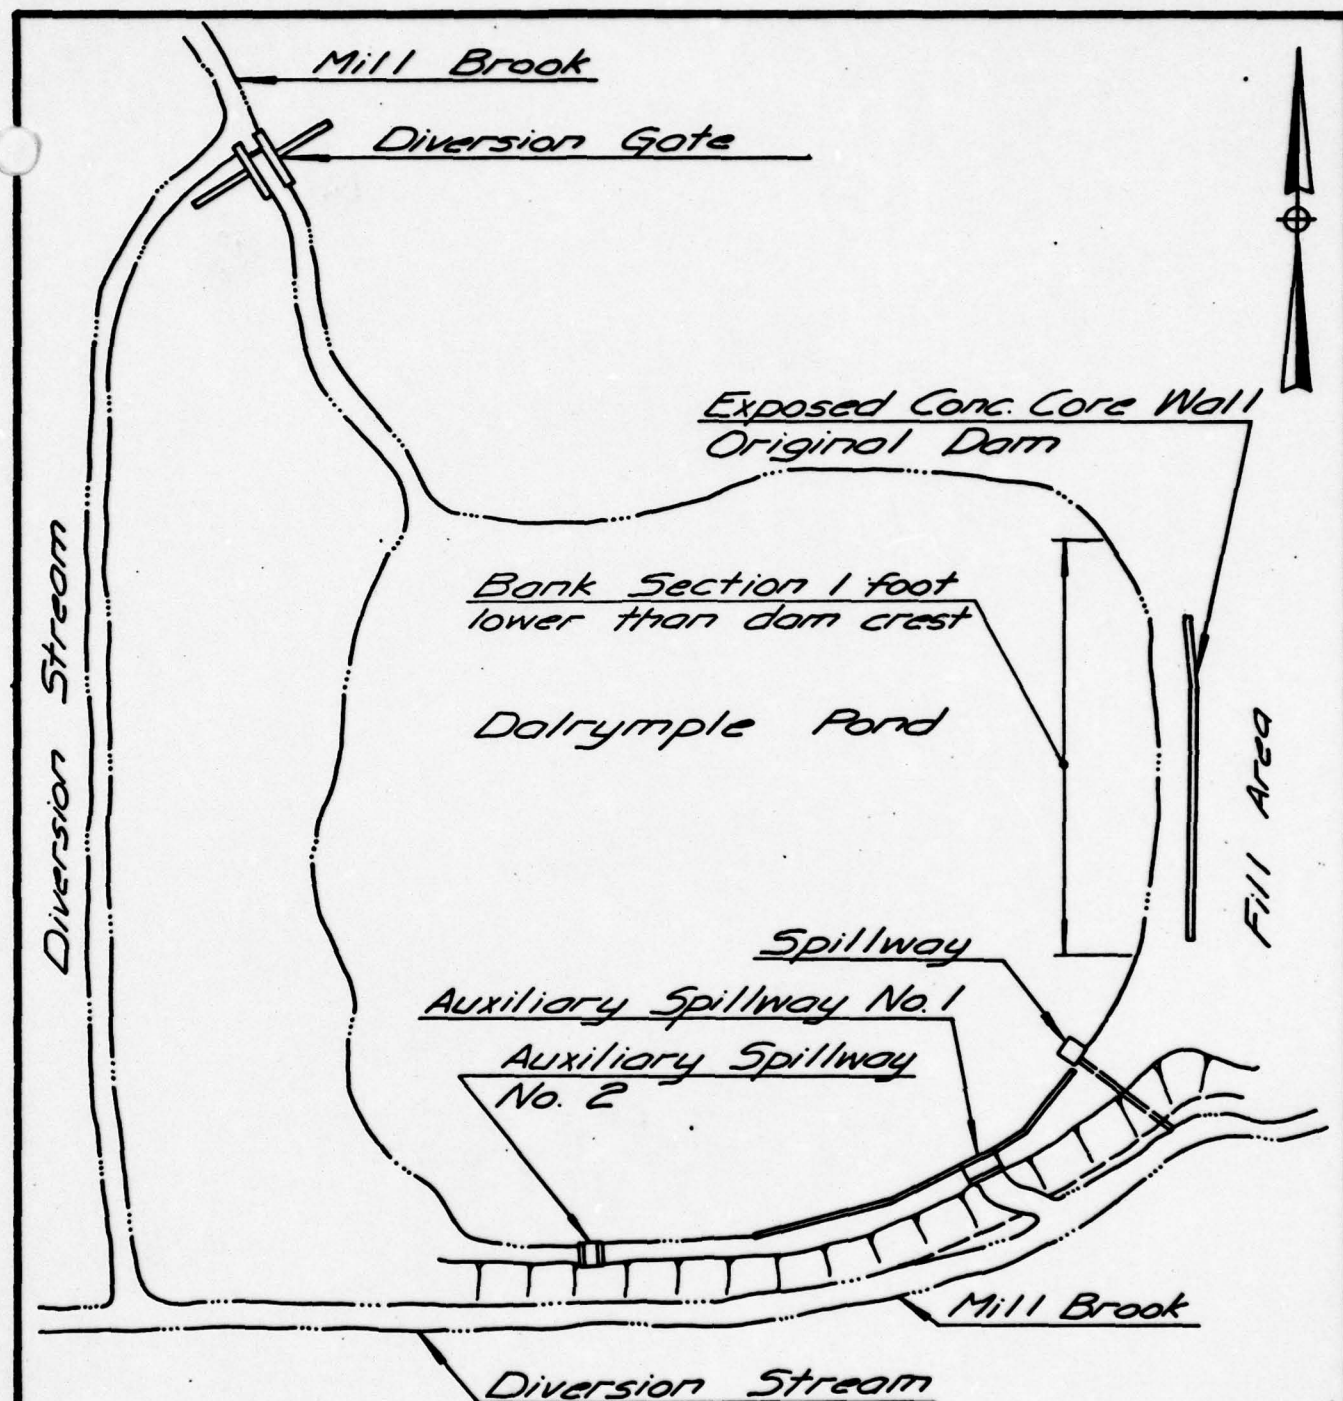 Mill Brook
Diversion Gate
Exposed Conc. Core Wall
Original Dam
Diversion Stream
Bank Section 1 foot
lower than dam crest
Dalrymple Pond
Fill Area
Spillway
Auxiliary Spillway No. 1
Auxiliary Spillway
No. 2
Mill Brook
Diversion Stream